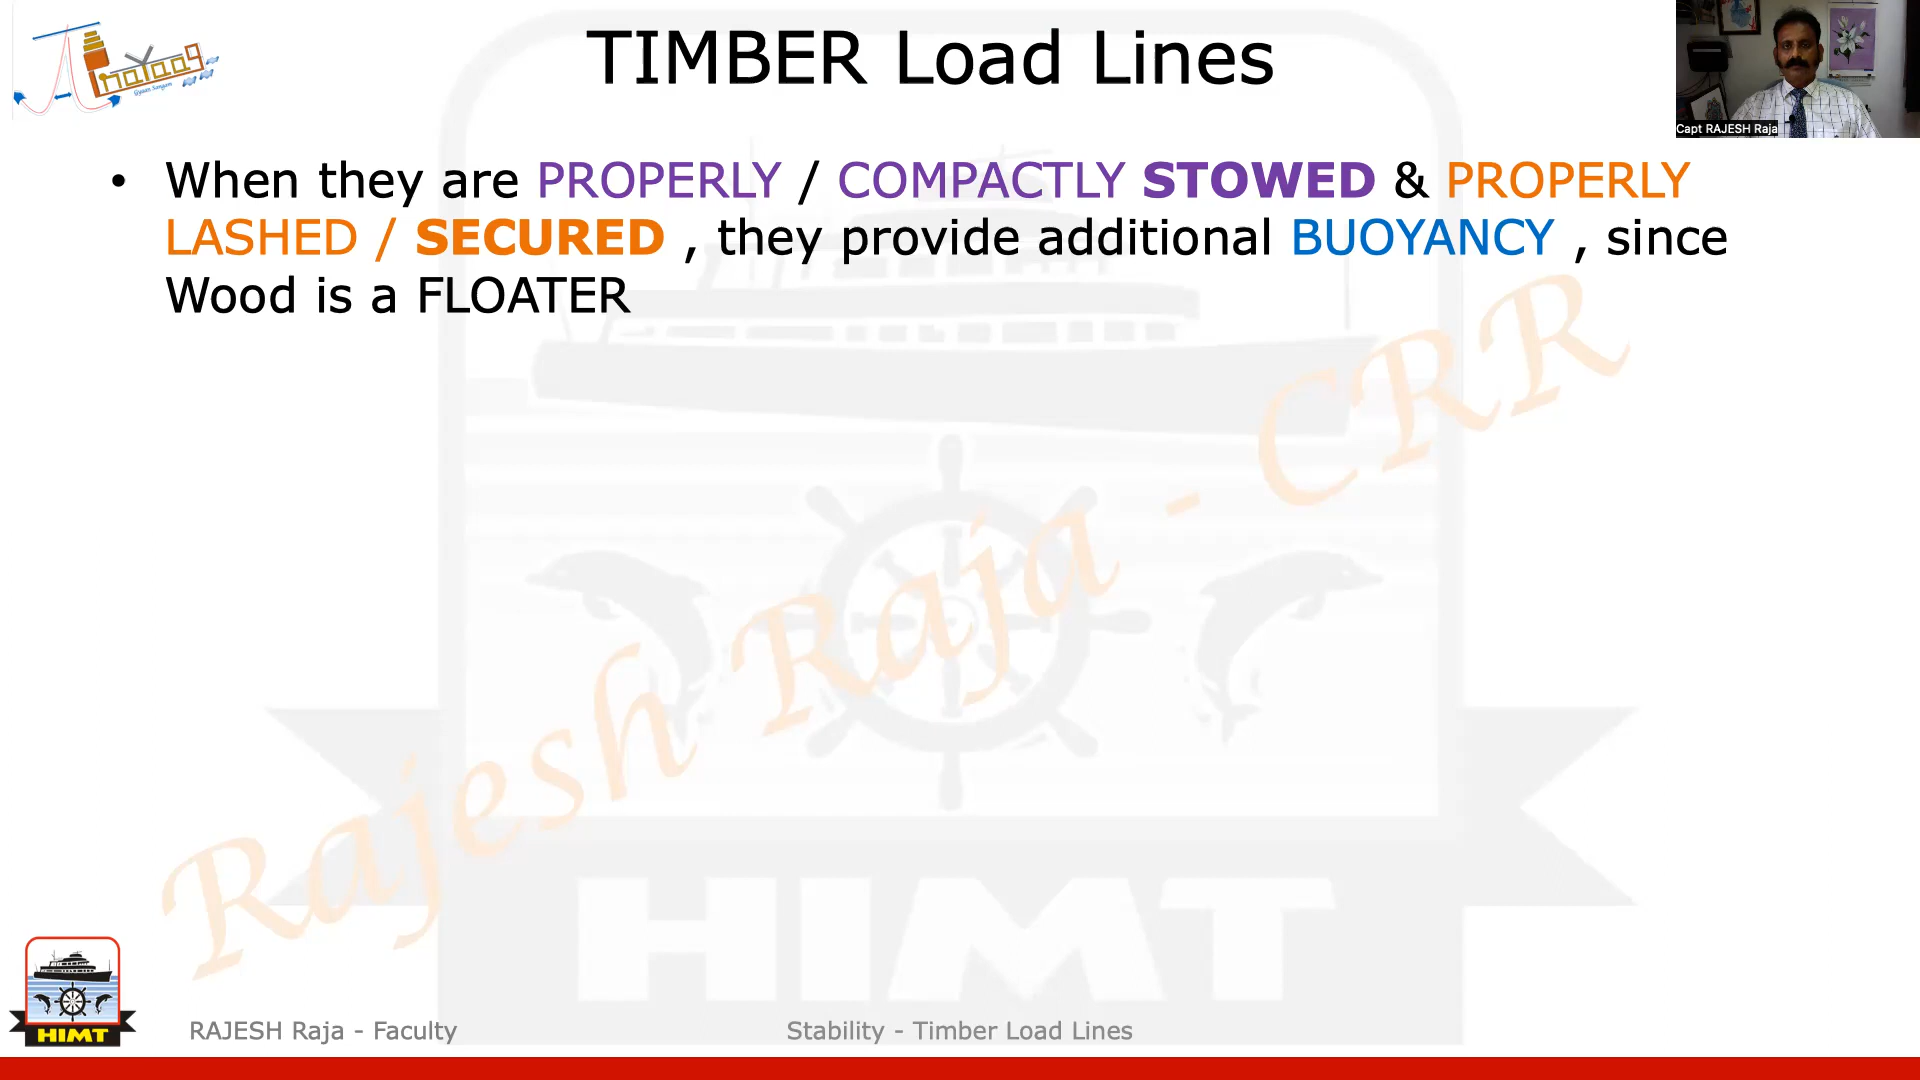 TIMBER Load Lines
Capt RAJESH Raja
• When they are PROPERLY / COMPACTLY STOWED & PROPERLY
LASHED / SECURED , they provide additional BUOYANCY , since
Wood is a FLOATER
Rajesh Raja - CRR
HIMT
HIMT
RAJESH Raja - Faculty
Stability - Timber Load Lines